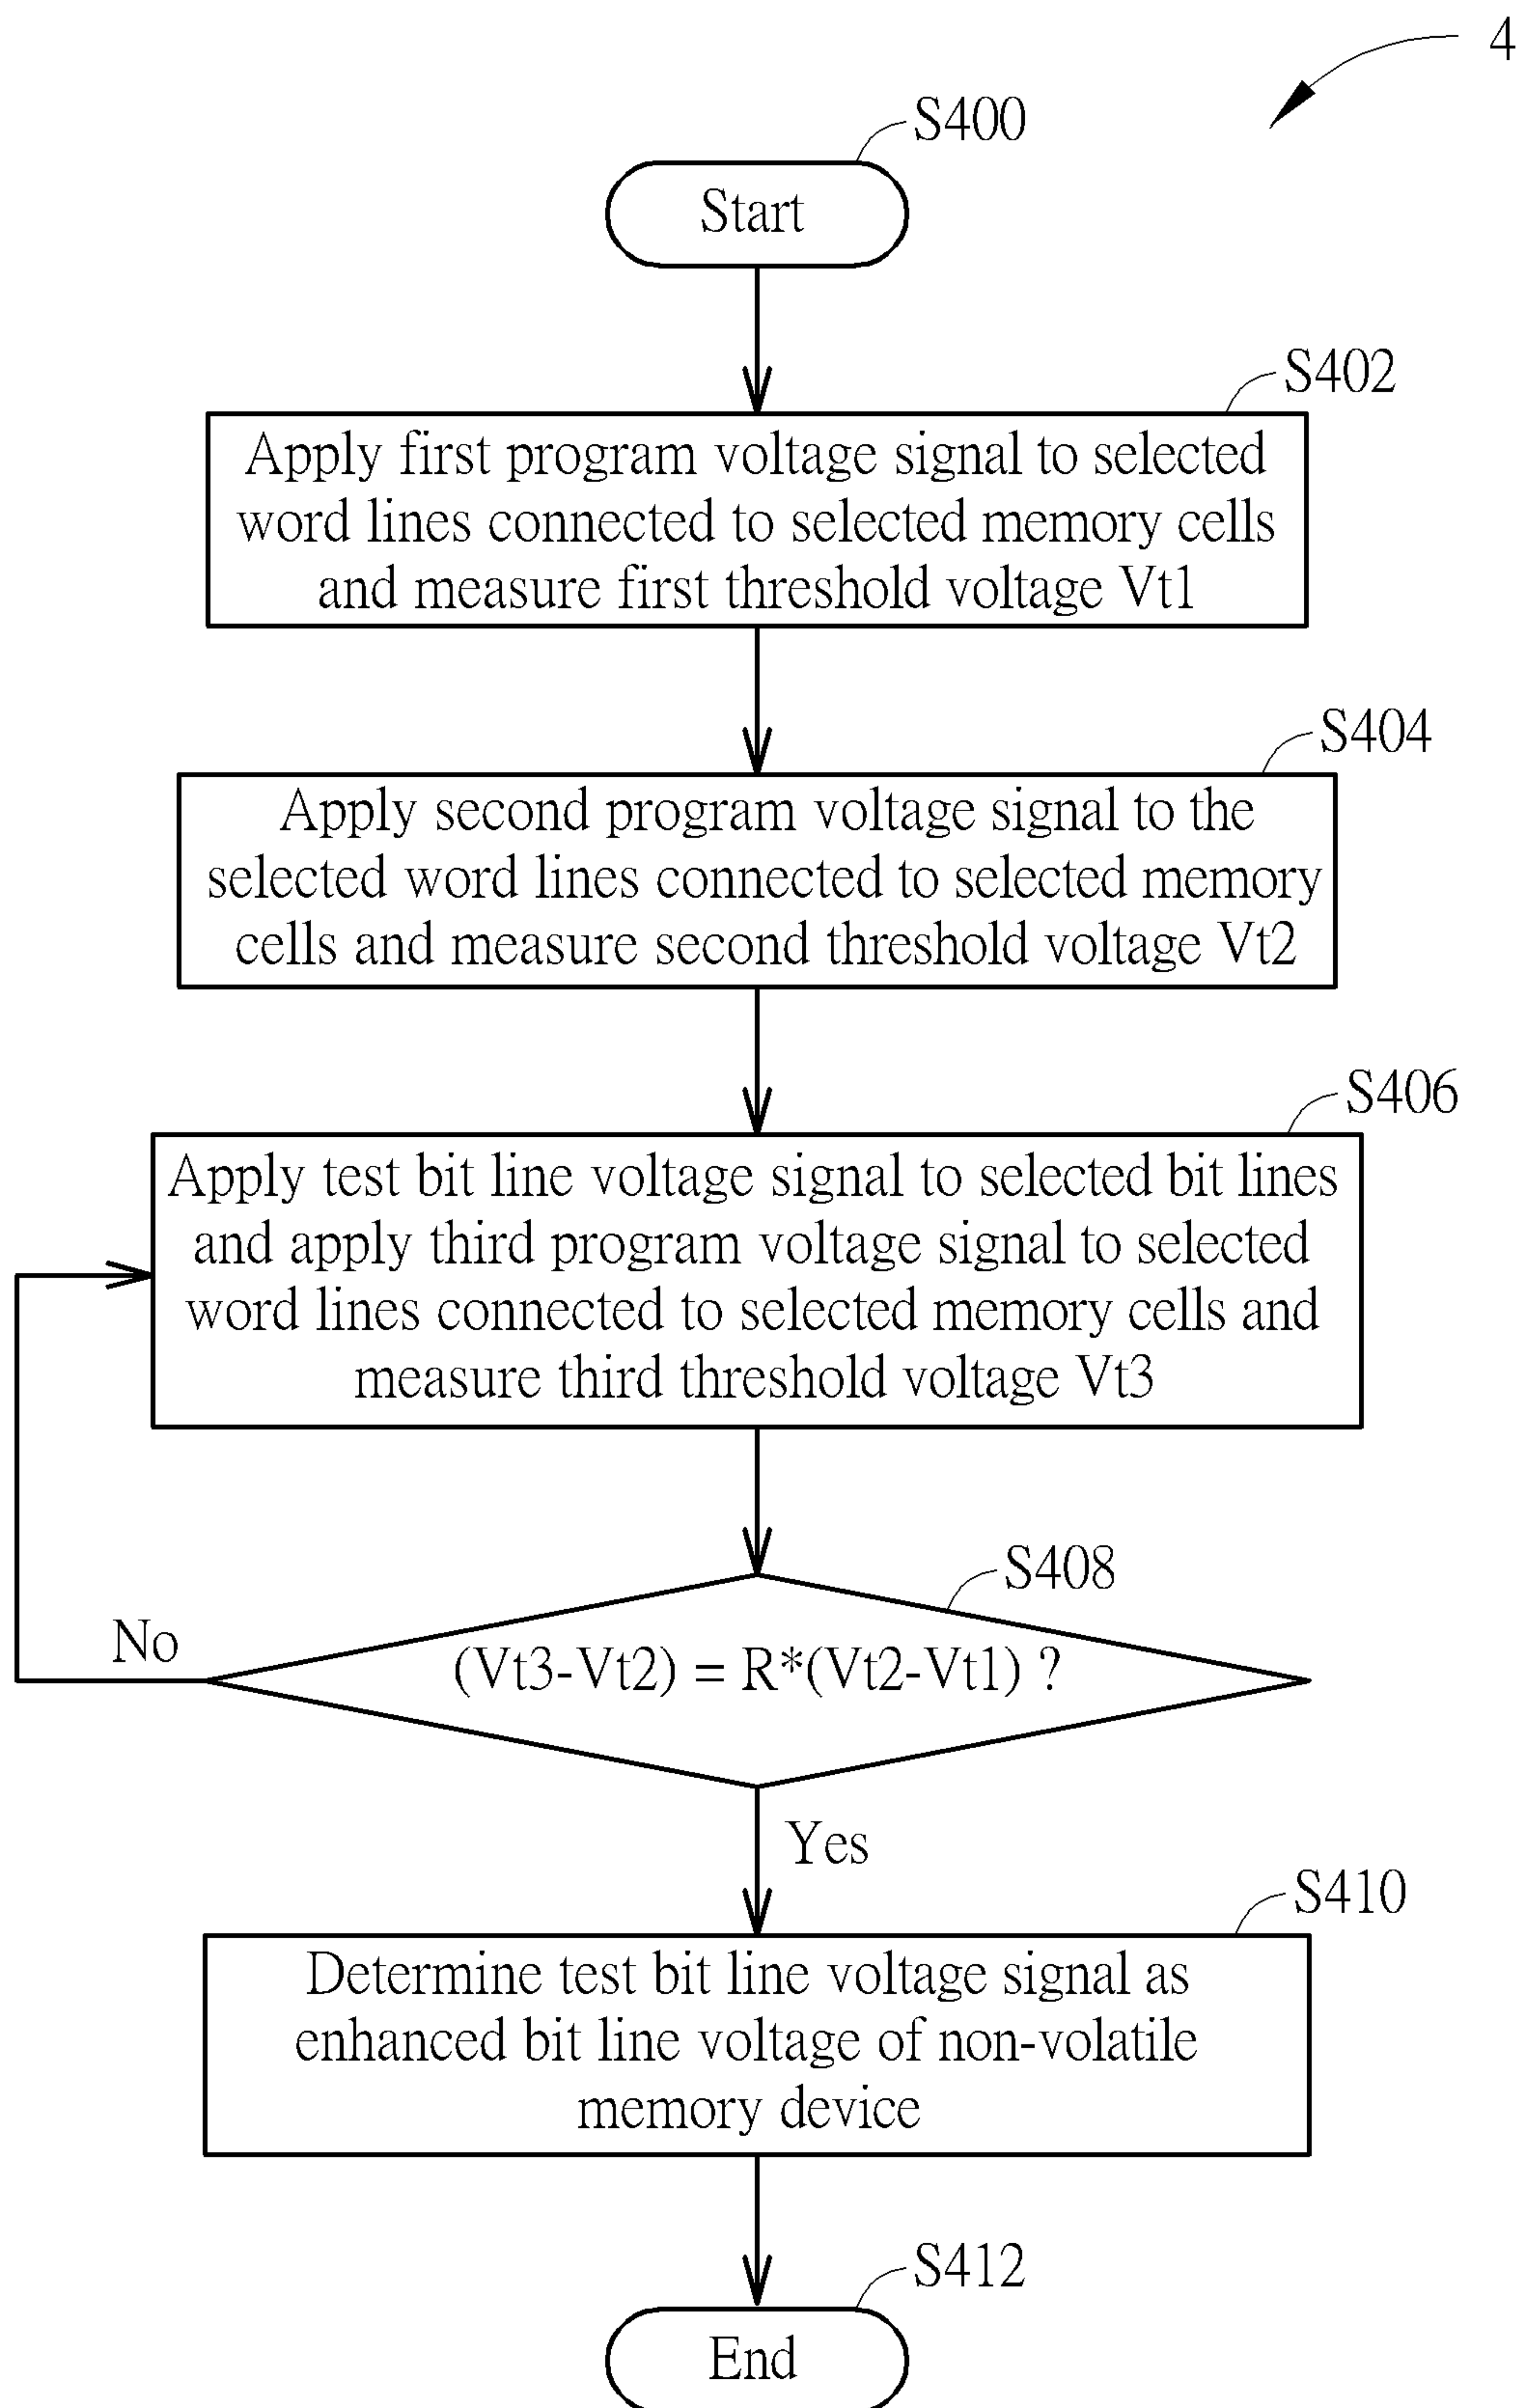 4
S400
Start
S402
Apply first program voltage signal to selected
word lines connected to selected memory cells
and measure first threshold voltage Vt1
S404
Apply second program voltage signal to the
selected word lines connected to selected memory
cells and measure second threshold voltage Vt2
S406
Apply test bit line voltage signal to selected bit lines
and apply third program voltage signal to selected
word lines connected to selected memory cells and
measure third threshold voltage Vt3
S408
No
(Vt3-Vt2) = R*(Vt2-Vt1) ?
Yes
S410
Determine test bit line voltage signal as
enhanced bit line voltage of non-volatile
memory device
S412
End